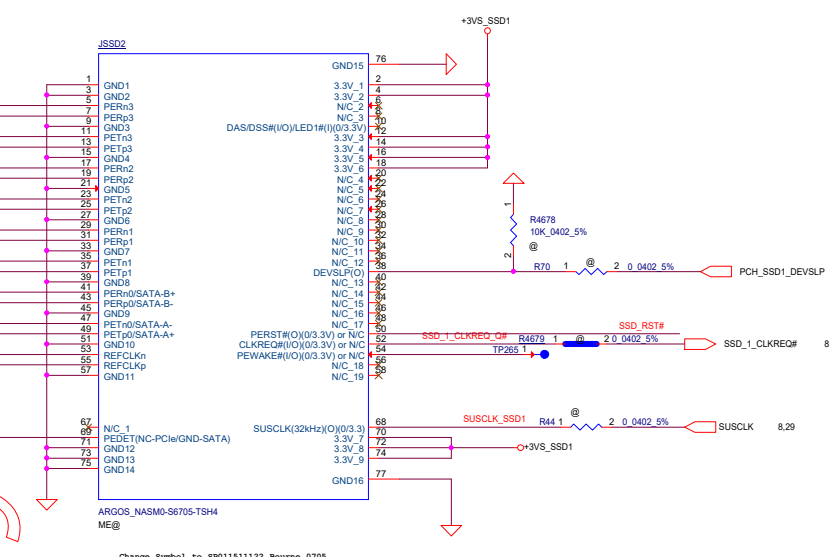 +3VS_SSD1
JSSD2
GND15 76
1 GND1 3.3V_1 2
3 GND2 3.3V_2 4
5 PERn3 N/C_2 6
7 PERp3 N/C_3 8
9 GND3 DAS/DSS#(I/O)/LED1#(I)(0/3.3V) 10
11 PETn3 3.3V_3 12
13 PETp3 3.3V_4 14
15 GND4 3.3V_5 16
17 PERn2 3.3V_6 18
19 PERp2 N/C_4 20
21 GND5 N/C_5 22
23 PETn2 N/C_6 24
25 PETp2 N/C_7 26
27 GND6 N/C_8 28
29 PERn1 N/C_9 30
31 PERp1 N/C_10 32
33 GND7 N/C_11 34
35 PETn1 N/C_12 36
37 PETp1 DEVSLP(O) 38
39 GND8 N/C_13 40
41 PERn0/SATA-B+ N/C_14 42
43 PERp0/SATA-B- N/C_15 44
45 GND9 N/C_16 46
47 PETn0/SATA-A- N/C_17 48
49 PETp0/SATA-A+ PERST#(O)(0/3.3V) or N/C 50
51 GND10 CLKREQ#(I/O)(0/3.3V) or N/C 52
53 REFCLKn PEWAKE#(I/O)(0/3.3V) or N/C 54
55 REFCLKp N/C_18 56
57 GND11 N/C_19 58
67 N/C_1 SUSCLK(32kHz)(O)(0/3.3) 68
69 PEDET(NC-PCIe/GND-SATA) 3.3V_7 70
71 GND12 3.3V_8 72
73 GND13 3.3V_9 74
75 GND14
GND16 77
1
R4678
10K_0402_5%
@
2
R70 1 @ 2 0_0402_5% PCH_SSD1_DEVSLP
SSD_RST#
SSD_1_CLKREQ_Q# R4679 1 @ 2 0_0402_5% SSD_1_CLKREQ# 8
TP265 1
SUSCLK_SSD1 R44 1 @ 2 0_0402_5% SUSCLK 8,29
+3VS_SSD1
ARGOS_NASM0-S6705-TSH4
ME@